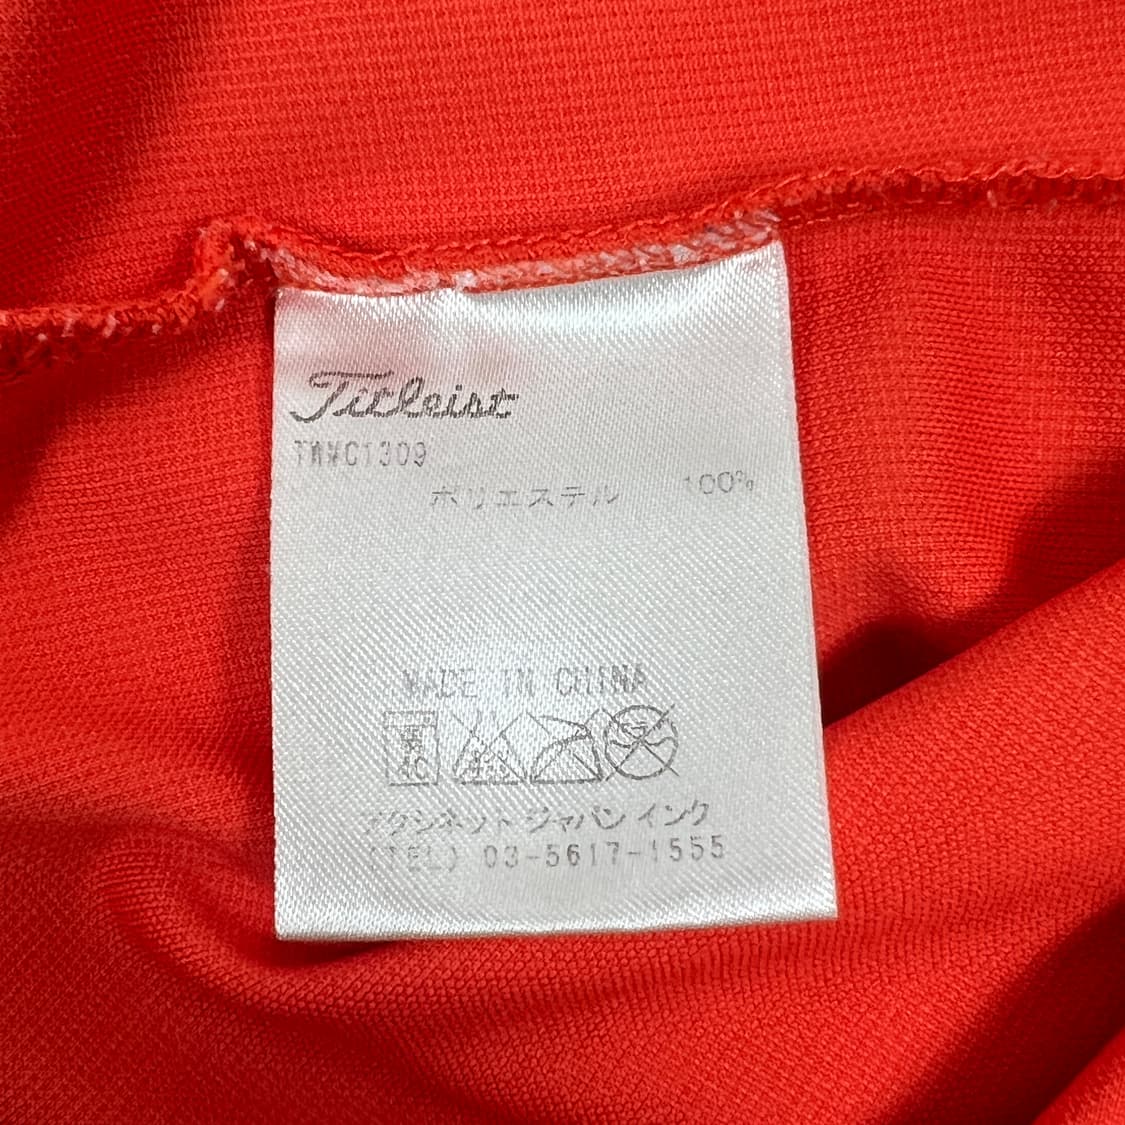 Titleist
TWWC1309
ポリエステル 100%
MADE IN CHINA
アクシネット ジャパン インク
(TEL) 03-5617-1555